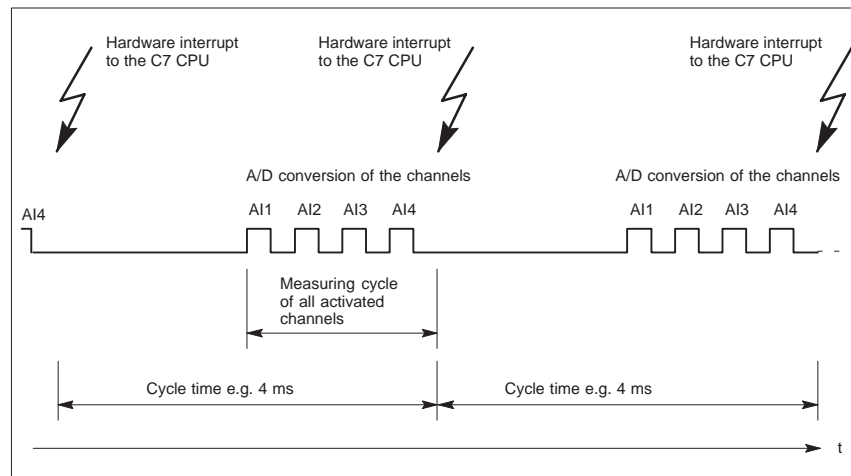 Hardware interrupt
to the C7 CPU
Hardware interrupt
to the C7 CPU
Hardware interrupt
to the C7 CPU
A/D conversion of the channels
A/D conversion of the channels
AI4
AI1
AI2
AI3
AI4
AI1
AI2
AI3
AI4
Measuring cycle
of all activated
channels
Cycle time e.g. 4 ms
Cycle time e.g. 4 ms
t